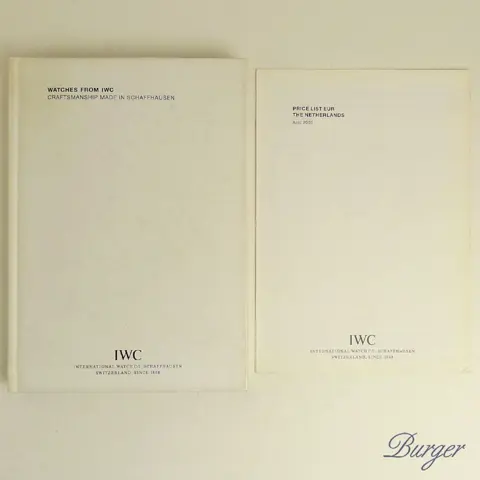 WATCHES FROM IWC
CRAFTSMANSHIP MADE IN SCHAFFHAUSEN
IWC
INTERNATIONAL WATCH CO. SCHAFFHAUSEN
SWITZERLAND, SINCE 1868
PRICE LIST EUR
THE NETHERLANDS
IWC
INTERNATIONAL WATCH CO. SCHAFFHAUSEN
SWITZERLAND, SINCE 1868
Burger